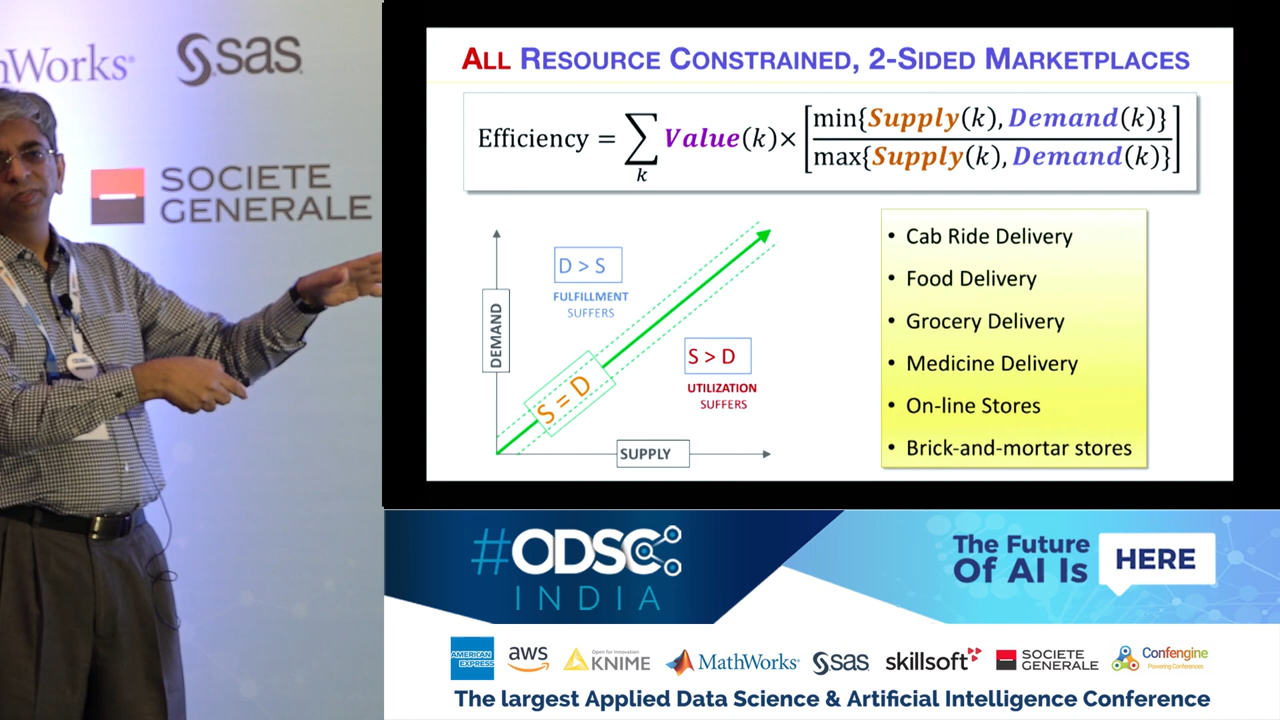 nWorks®
sas
SOCIETE
GENERALE
ALL RESOURCE CONSTRAINED, 2-SIDED MARKETPLACES
Efficiency = ∑ₖ Value(k)× [min{Supply(k), Demand(k)} / max{Supply(k), Demand(k)}]
DEMAND
D > S
FULFILLMENT
SUFFERS
S = D
S > D
UTILIZATION
SUFFERS
SUPPLY
• Cab Ride Delivery
• Food Delivery
• Grocery Delivery
• Medicine Delivery
• On-line Stores
• Brick-and-mortar stores
#ODSC
INDIA
The Future
Of AI Is
HERE
AMERICAN
EXPRESS
aws
Open for Innovation
KNIME
MathWorks®
sas
skillsoft
SOCIETE
GENERALE
Confengine
Powering Conferences
The largest Applied Data Science & Artificial Intelligence Conference